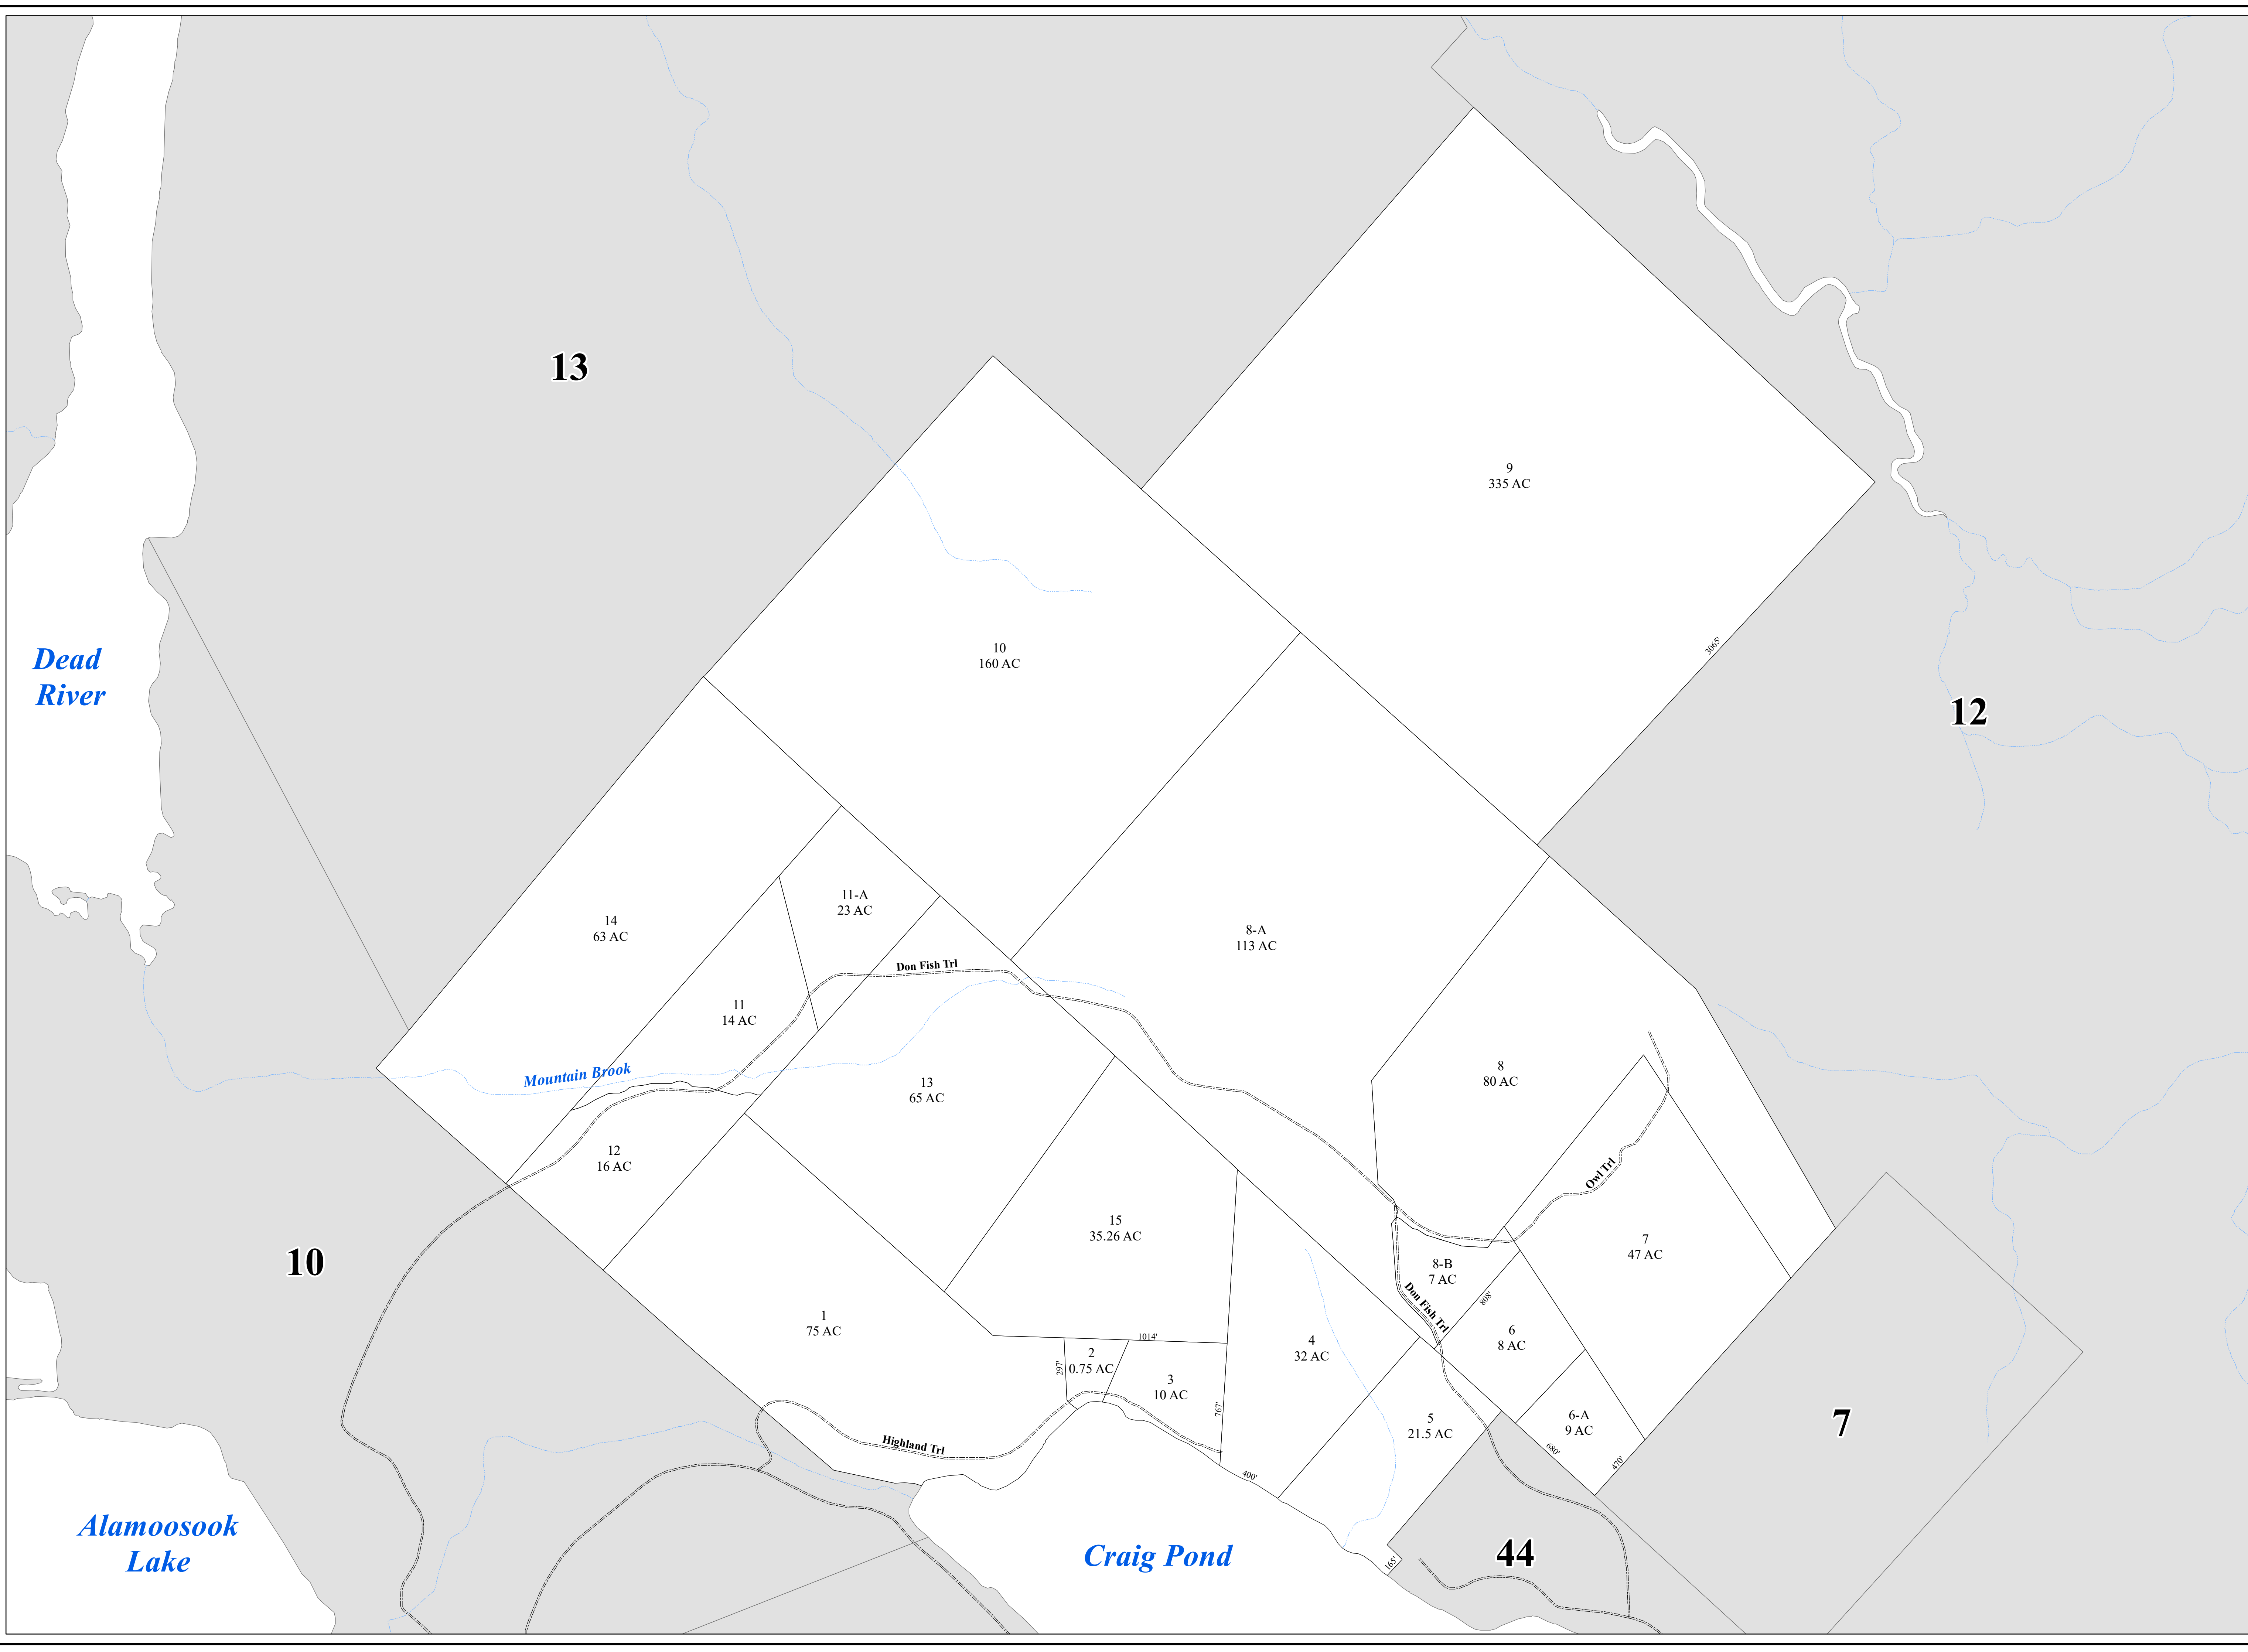 13
9
335 AC
3065'
10
160 AC
Dead
River
12
11-A
23 AC
14
63 AC
8-A
113 AC
Don Fish Trl
11
14 AC
Mountain Brook
13
65 AC
8
80 AC
12
16 AC
Owl Trl
15
35.26 AC
10
7
47 AC
8-B
7 AC
808'
Don Fish Trl
1
75 AC
1014'
6
8 AC
4
32 AC
2
0.75 AC
297'
3
10 AC
767'
5
21.5 AC
6-A
9 AC
7
Highland Trl
680'
470'
400'
Alamoosook
Lake
Craig Pond
44
165'